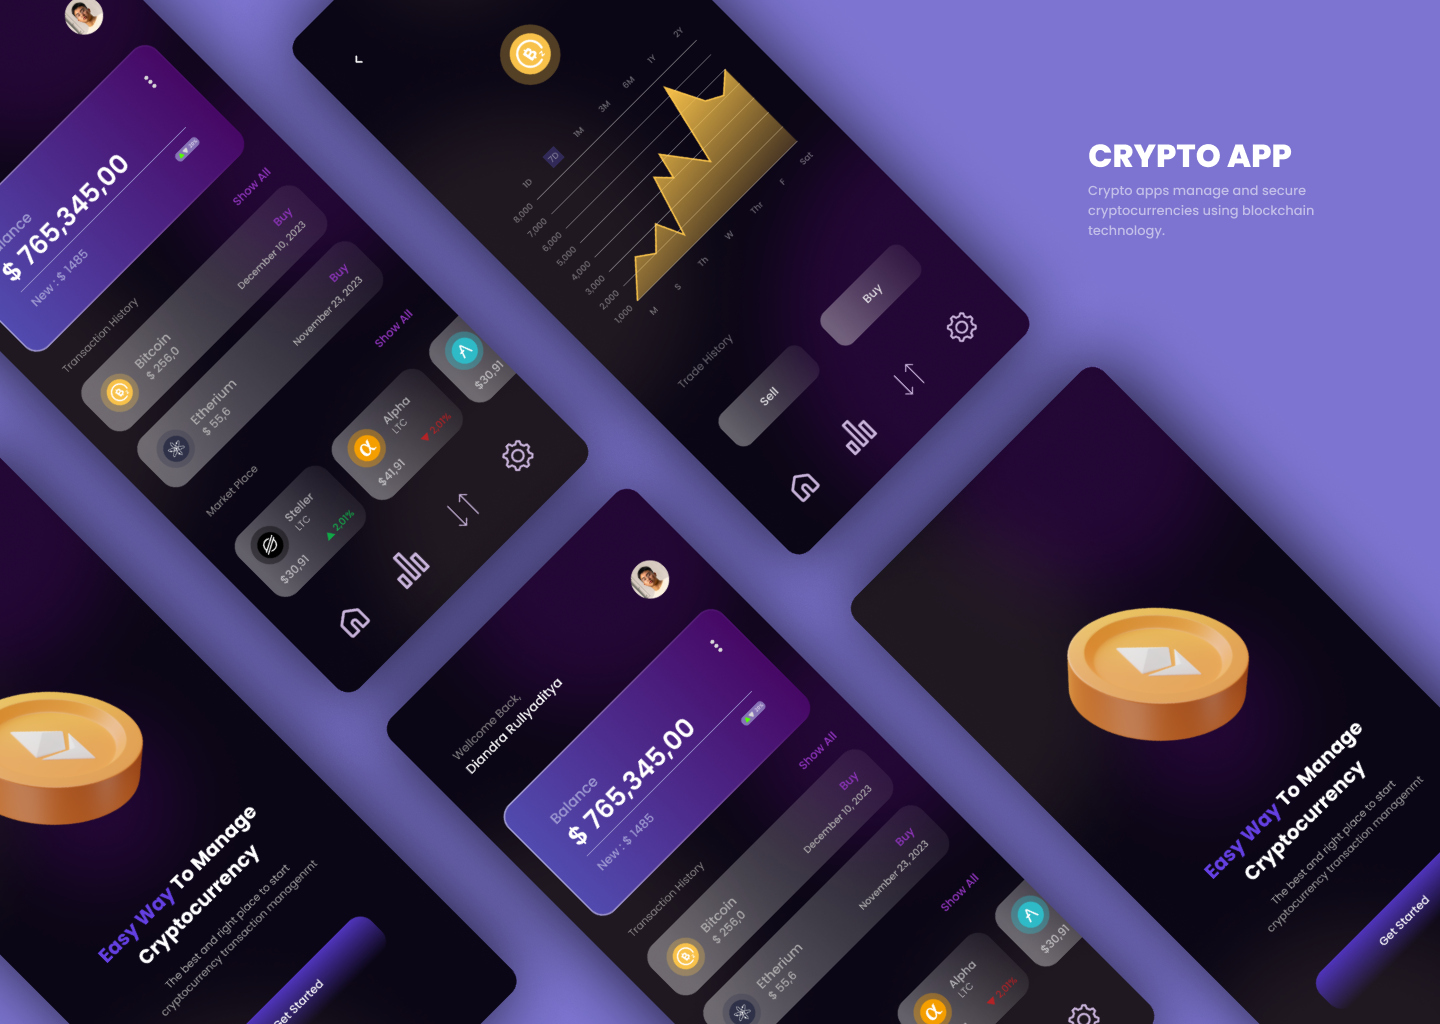 CRYPTO APP
Crypto apps manage and secure
cryptocurrencies using blockchain
technology.
Balance
$ 765,345,00
New : $ 1485
Transaction History
Show All
Bitcoin
$ 256,0
Buy
December 10, 2023
Etherium
$ 55,6
Buy
November 23, 2023
Market Place
Show All
Steller
LTC
$30,91
2,01%
Alpha
LTC
$41,91
2,01%
$30,91
1D
7D
1M
3M
6M
1Y
2Y
8,000
7,000
6,000
5,000
4,000
3,000
2,000
1,000
M
S
Th
W
Thr
F
Sat
Trade History
Sell
Buy
Easy Way To Manage
Cryptocurrency
The best and right place to start
cryptocurrency transaction managenmt
Get Started
Wellcome Back,
Diandra Rullyaditya
Balance
$ 765,345,00
New : $ 1485
Transaction History
Show All
Bitcoin
$ 256,0
Buy
December 10, 2023
Etherium
$ 55,6
Buy
November 23, 2023
Show All
Alpha
LTC
2,01%
$30,91
Easy Way To Manage
Cryptocurrency
The best and right place to start
cryptocurrency transaction managenmt
Get Started